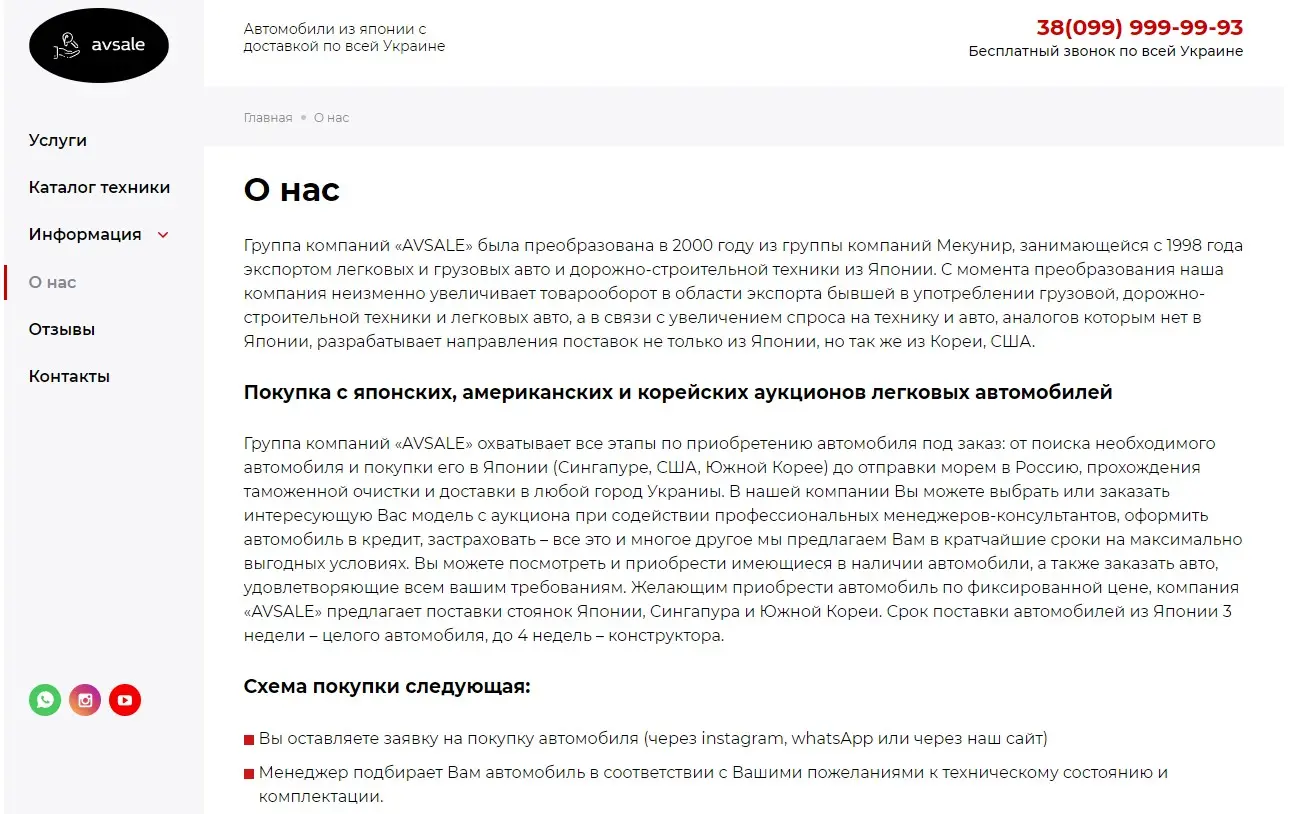 avsale
Автомобили из японии с
доставкой по всей Украине
38(099) 999-99-93
Бесплатный звонок по всей Украине
Услуги
Каталог техники
Информация
О нас
Отзывы
Контакты
Главная • О нас
О нас
Группа компаний «AVSALE» была преобразована в 2000 году из группы компаний Мекунир, занимающейся с 1998 года
экспортом легковых и грузовых авто и дорожно-строительной техники из Японии. С момента преобразования наша
компания неизменно увеличивает товарооборот в области экспорта бывшей в употреблении грузовой, дорожно-
строительной техники и легковых авто, а в связи с увеличением спроса на технику и авто, аналогов которым нет в
Японии, разрабатывает направления поставок не только из Японии, но так же из Кореи, США.
Покупка с японских, американских и корейских аукционов легковых автомобилей
Группа компаний «AVSALE» охватывает все этапы по приобретению автомобиля под заказ: от поиска необходимого
автомобиля и покупки его в Японии (Сингапуре, США, Южной Корее) до отправки морем в Россию, прохождения
таможенной очистки и доставки в любой город Украниы. В нашей компании Вы можете выбрать или заказать
интересующую Вас модель с аукциона при содействии профессиональных менеджеров-консультантов, оформить
автомобиль в кредит, застраховать – все это и многое другое мы предлагаем Вам в кратчайшие сроки на максимально
выгодных условиях. Вы можете посмотреть и приобрести имеющиеся в наличии автомобили, а также заказать авто,
удовлетворяющие всем вашим требованиям. Желающим приобрести автомобиль по фиксированной цене, компания
«AVSALE» предлагает поставки стоянок Японии, Сингапура и Южной Кореи. Срок поставки автомобилей из Японии 3
недели – целого автомобиля, до 4 недель – конструктора.
Схема покупки следующая:
Вы оставляете заявку на покупку автомобиля (через instagram, whatsApp или через наш сайт)
Менеджер подбирает Вам автомобиль в соответствии с Вашими пожеланиями к техническому состоянию и
комплектации.